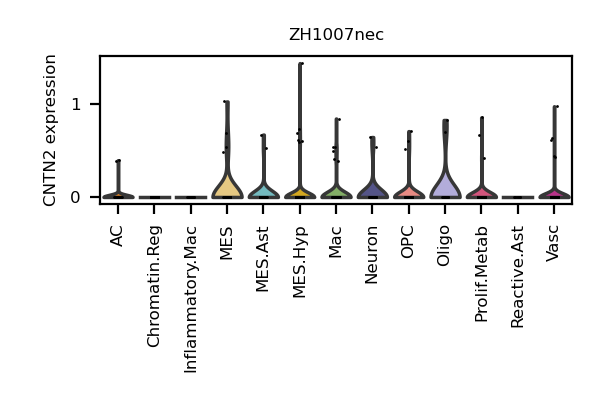 ZH1007nec
CNTN2 expression
1
0
AC
Chromatin.Reg
Inflammatory.Mac
MES
MES.Ast
MES.Hyp
Mac
Neuron
OPC
Oligo
Prolif.Metab
Reactive.Ast
Vasc